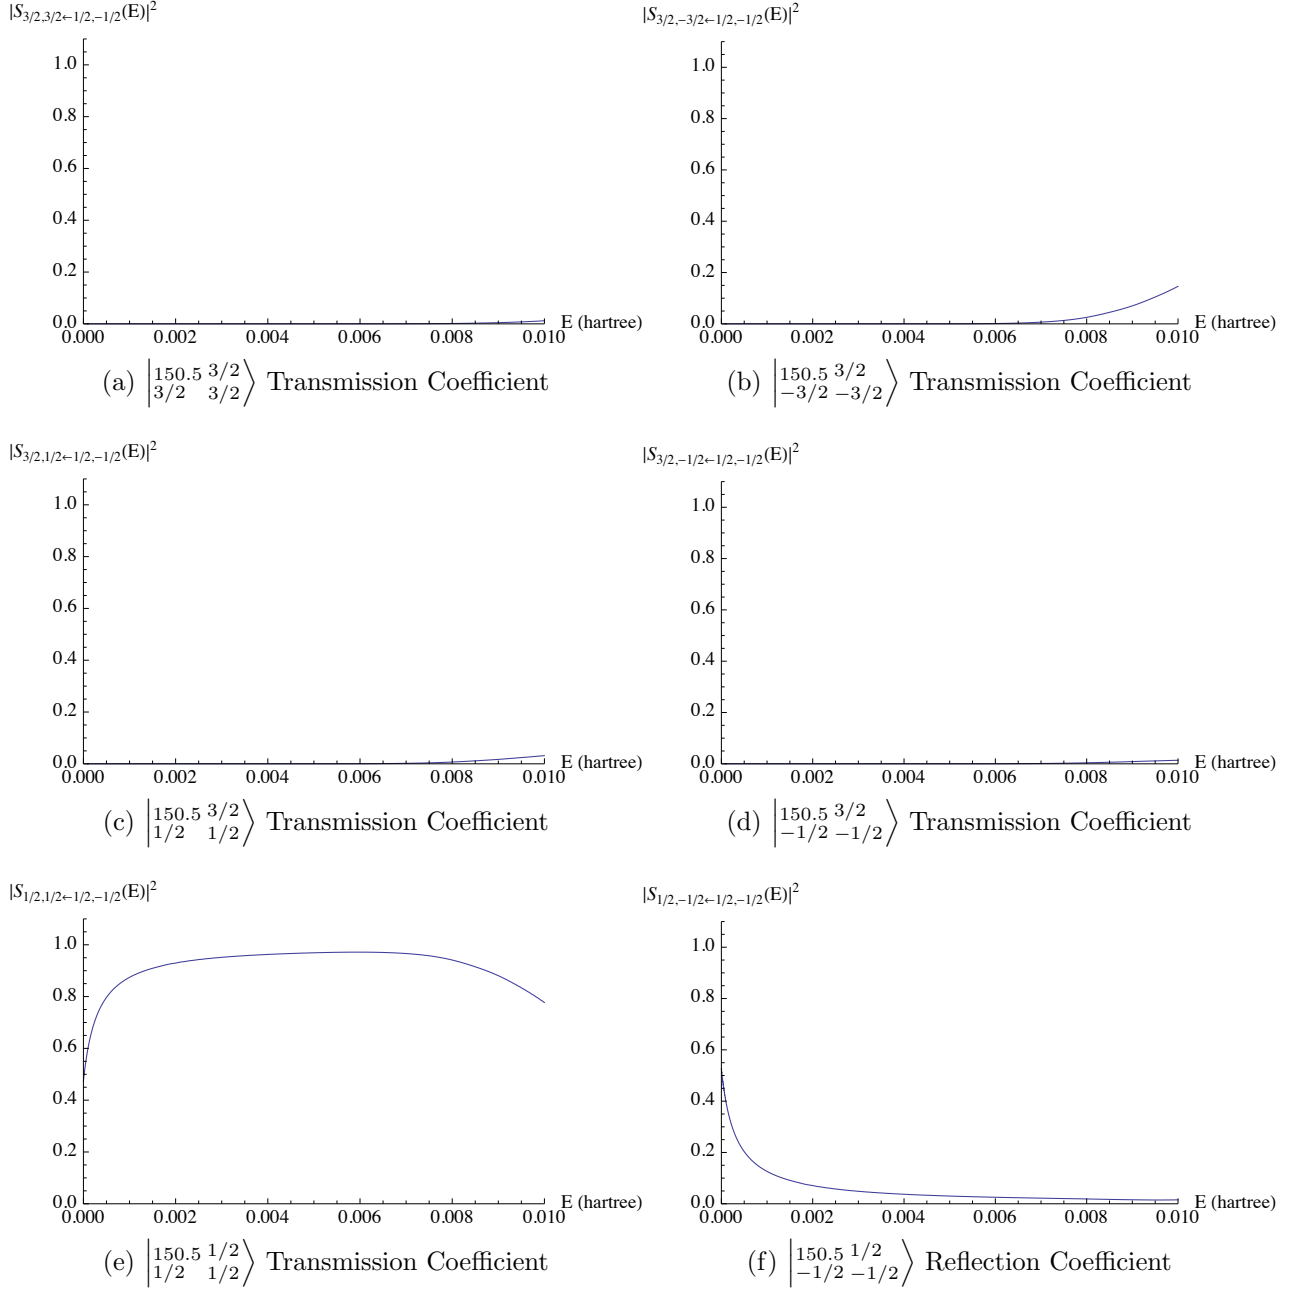 |S3/2,3/2←1/2,−1/2(E)|²
1.0
0.8
0.6
0.4
0.2
0.0
0.000 0.002 0.004 0.006 0.008 0.010
E (hartree)
(a) |150.5 3/2
3/2 3/2⟩ Transmission Coefficient
|S3/2,−3/2←1/2,−1/2(E)|²
1.0
0.8
0.6
0.4
0.2
0.0
0.000 0.002 0.004 0.006 0.008 0.010
E (hartree)
(b) |150.5 3/2
−3/2 −3/2⟩ Transmission Coefficient
|S3/2,1/2←1/2,−1/2(E)|²
1.0
0.8
0.6
0.4
0.2
0.0
0.000 0.002 0.004 0.006 0.008 0.010
E (hartree)
(c) |150.5 3/2
1/2 1/2⟩ Transmission Coefficient
|S3/2,−1/2←1/2,−1/2(E)|²
1.0
0.8
0.6
0.4
0.2
0.0
0.000 0.002 0.004 0.006 0.008 0.010
E (hartree)
(d) |150.5 3/2
−1/2 −1/2⟩ Transmission Coefficient
|S1/2,1/2←1/2,−1/2(E)|²
1.0
0.8
0.6
0.4
0.2
0.0
0.000 0.002 0.004 0.006 0.008 0.010
E (hartree)
(e) |150.5 1/2
1/2 1/2⟩ Transmission Coefficient
|S1/2,−1/2←1/2,−1/2(E)|²
1.0
0.8
0.6
0.4
0.2
0.0
0.000 0.002 0.004 0.006 0.008 0.010
E (hartree)
(f) |150.5 1/2
−1/2 −1/2⟩ Reflection Coefficient